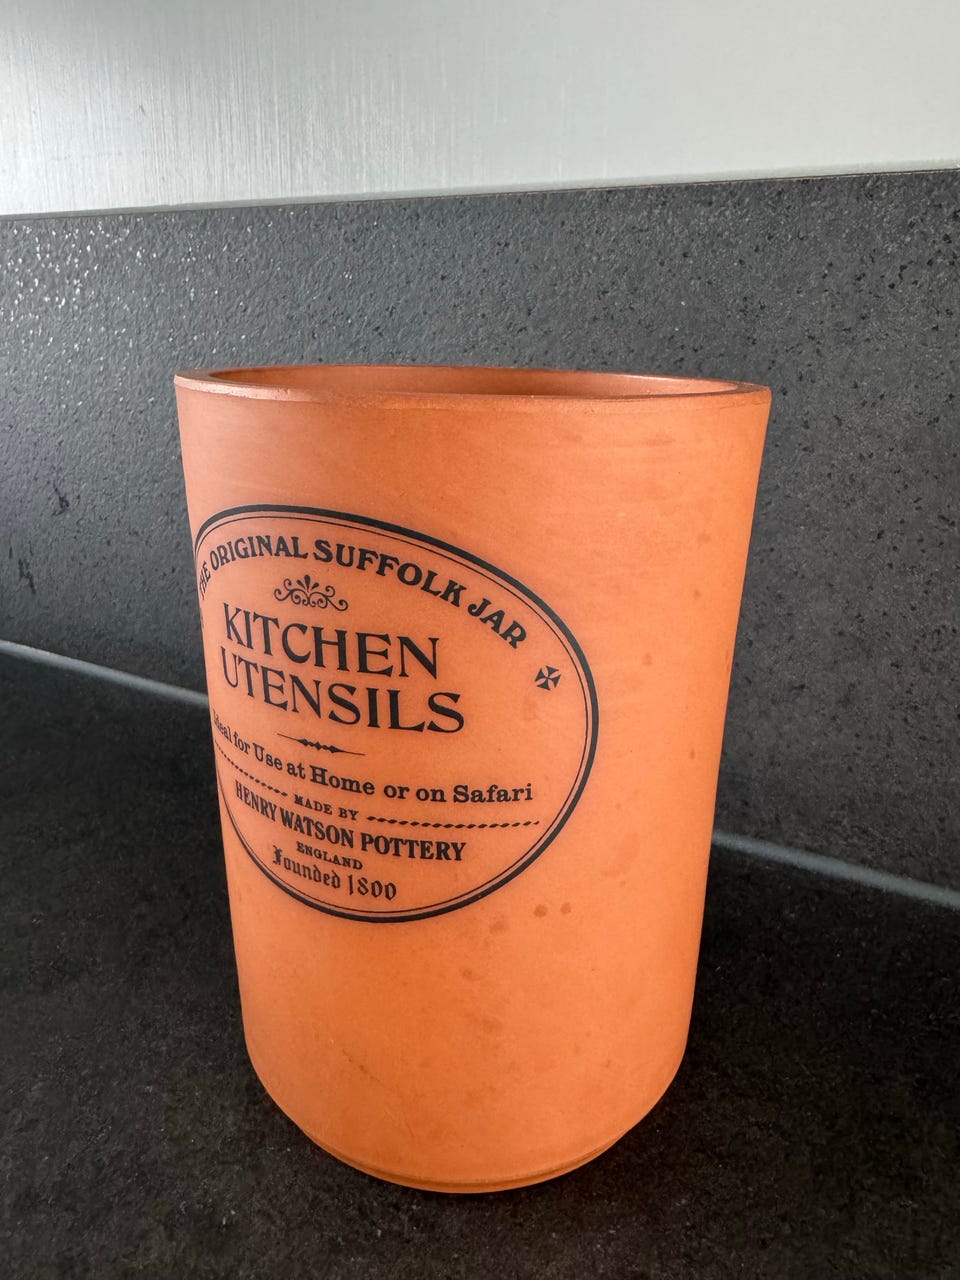 THE ORIGINAL SUFFOLK JAR
KITCHEN
UTENSILS
Ideal for Use at Home or on Safari
MADE BY
HENRY WATSON POTTERY
ENGLAND
Founded 1800